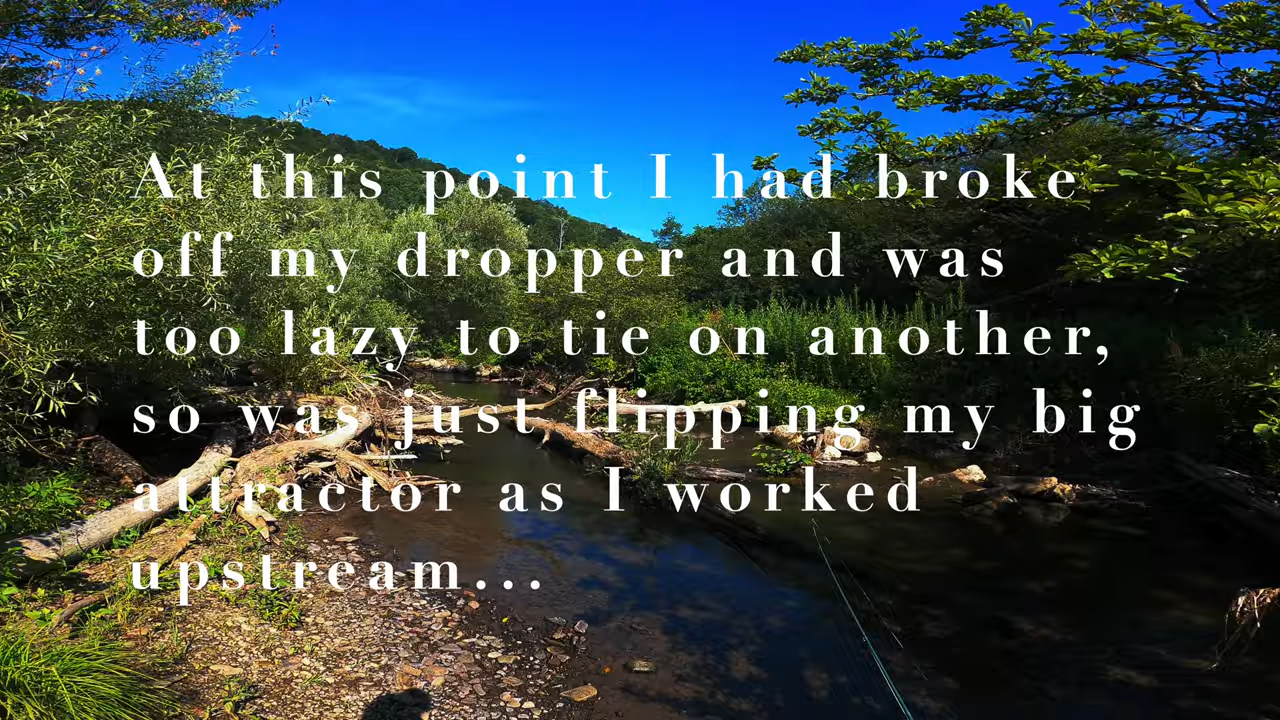 At this point I had broke
off my dropper and was
too lazy to tie on another,
so was just flipping my big
attractor as I worked
upstream...